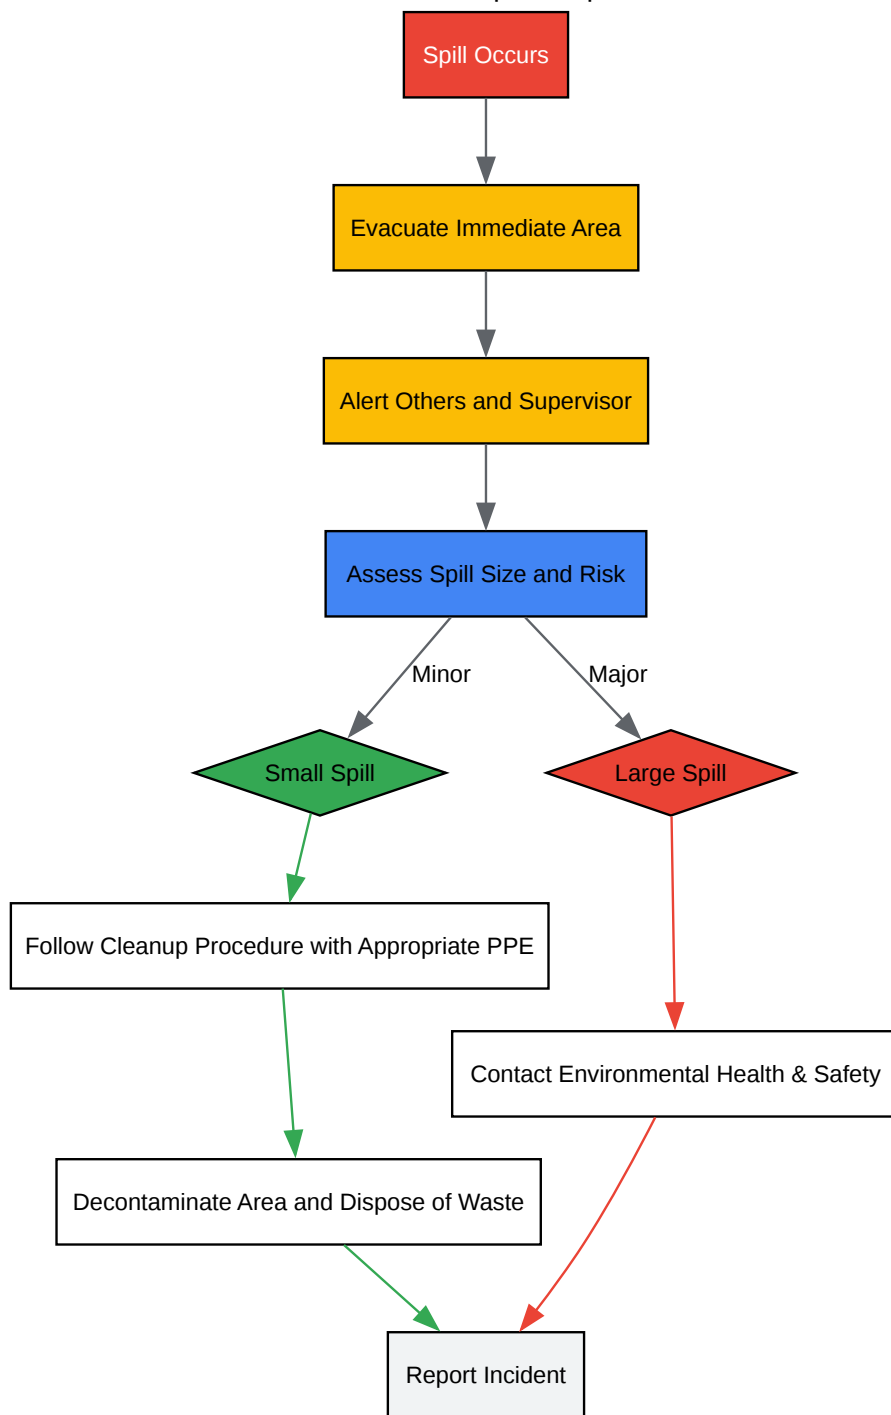 Spill Occurs
Evacuate Immediate Area
Alert Others and Supervisor
Assess Spill Size and Risk
Minor
Major
Small Spill
Large Spill
Follow Cleanup Procedure with Appropriate PPE
Contact Environmental Health & Safety
Decontaminate Area and Dispose of Waste
Report Incident